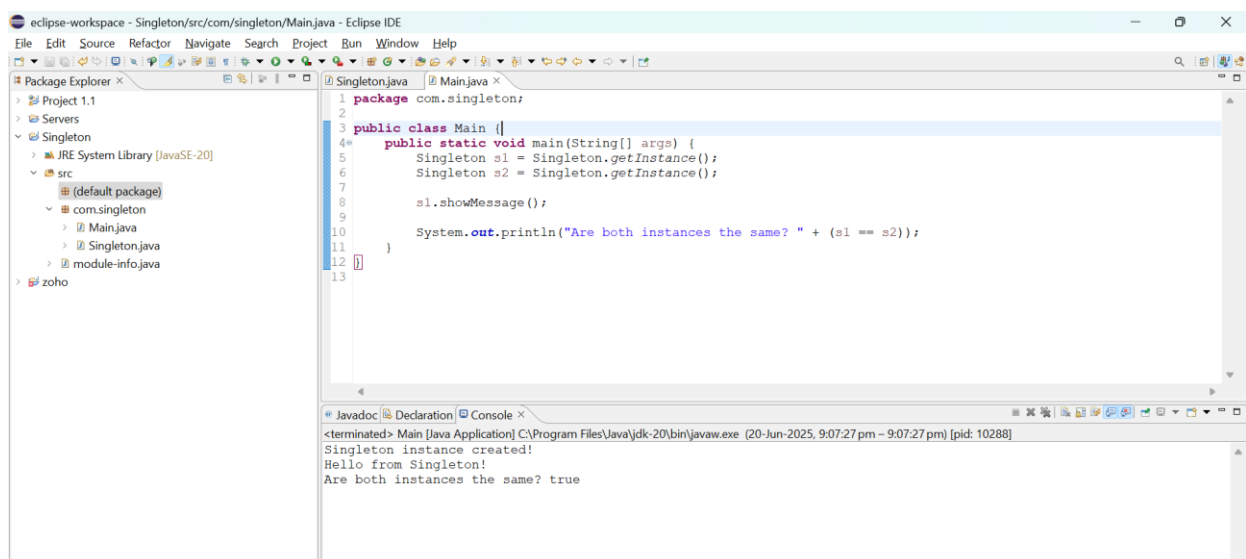 eclipse-workspace - Singleton/src/com/singleton/Main.java - Eclipse IDE
File Edit Source Refactor Navigate Search Project Run Window Help
Package Explorer
Project 1.1
Servers
Singleton
JRE System Library [JavaSE-20]
src
(default package)
com.singleton
Main.java
Singleton.java
module-info.java
zoho
Singleton.java Main.java
1 package com.singleton;
2
3 public class Main {
4 public static void main(String[] args) {
5 Singleton s1 = Singleton.getInstance();
6 Singleton s2 = Singleton.getInstance();
7
8 s1.showMessage();
9
10 System.out.println("Are both instances the same? " + (s1 == s2));
11 }
12 }
13
Javadoc Declaration Console
<terminated> Main [Java Application] C:\Program Files\Java\jdk-20\bin\javaw.exe (20-Jun-2025, 9:07:27 pm – 9:07:27 pm) [pid: 10288]
Singleton instance created!
Hello from Singleton!
Are both instances the same? true